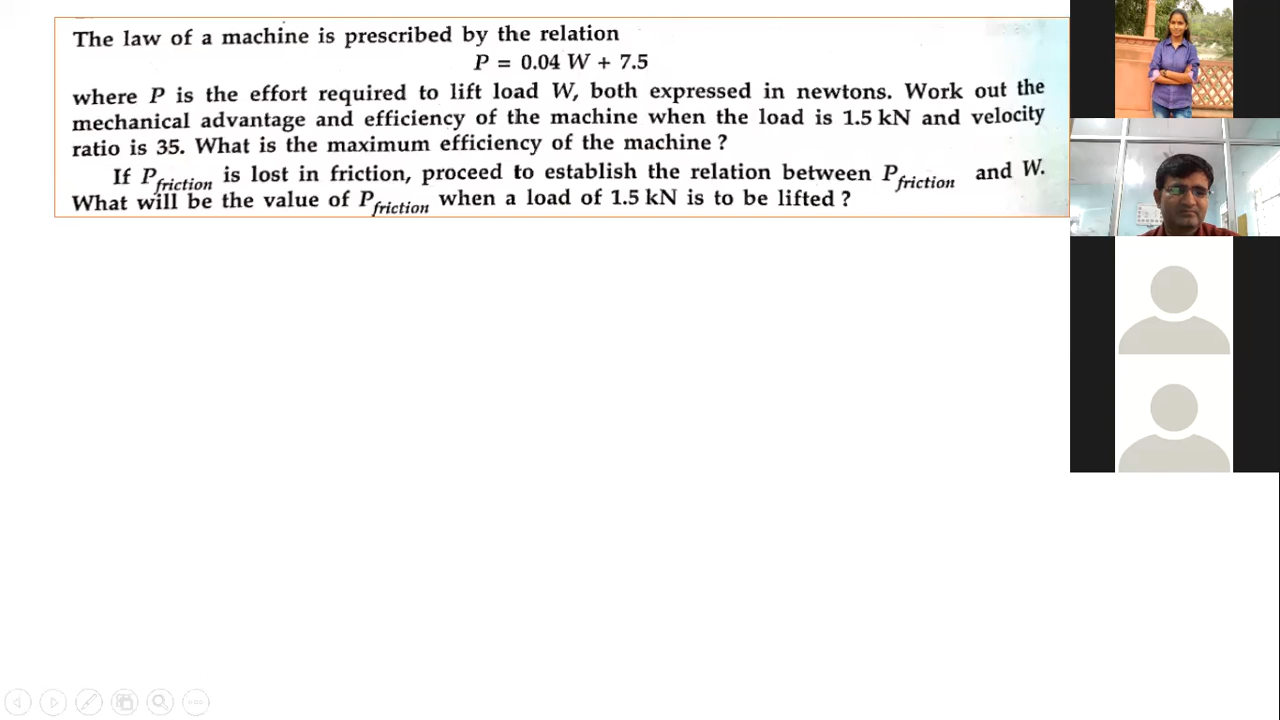 The law of a machine is prescribed by the relation
P = 0.04 W + 7.5
where P is the effort required to lift load W, both expressed in newtons. Work out the
mechanical advantage and efficiency of the machine when the load is 1.5 kN and velocity
ratio is 35. What is the maximum efficiency of the machine ?
If Pfriction is lost in friction, proceed to establish the relation between Pfriction and W.
What will be the value of Pfriction when a load of 1.5 kN is to be lifted ?